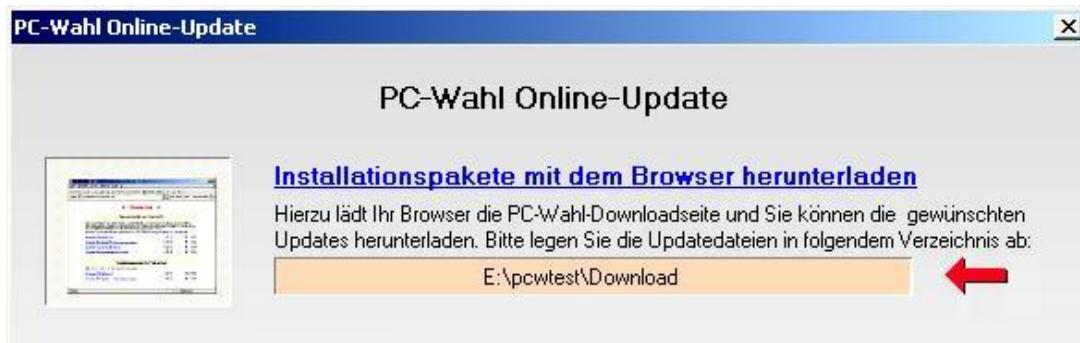 PC-Wahl Online-Update
PC-Wahl Online-Update
Installationspakete mit dem Browser herunterladen
Hierzu lädt Ihr Browser die PC-Wahl-Downloadseite und Sie können die gewünschten
Updates herunterladen. Bitte legen Sie die Updatedateien in folgendem Verzeichnis ab:
E:\pcwtest\Download